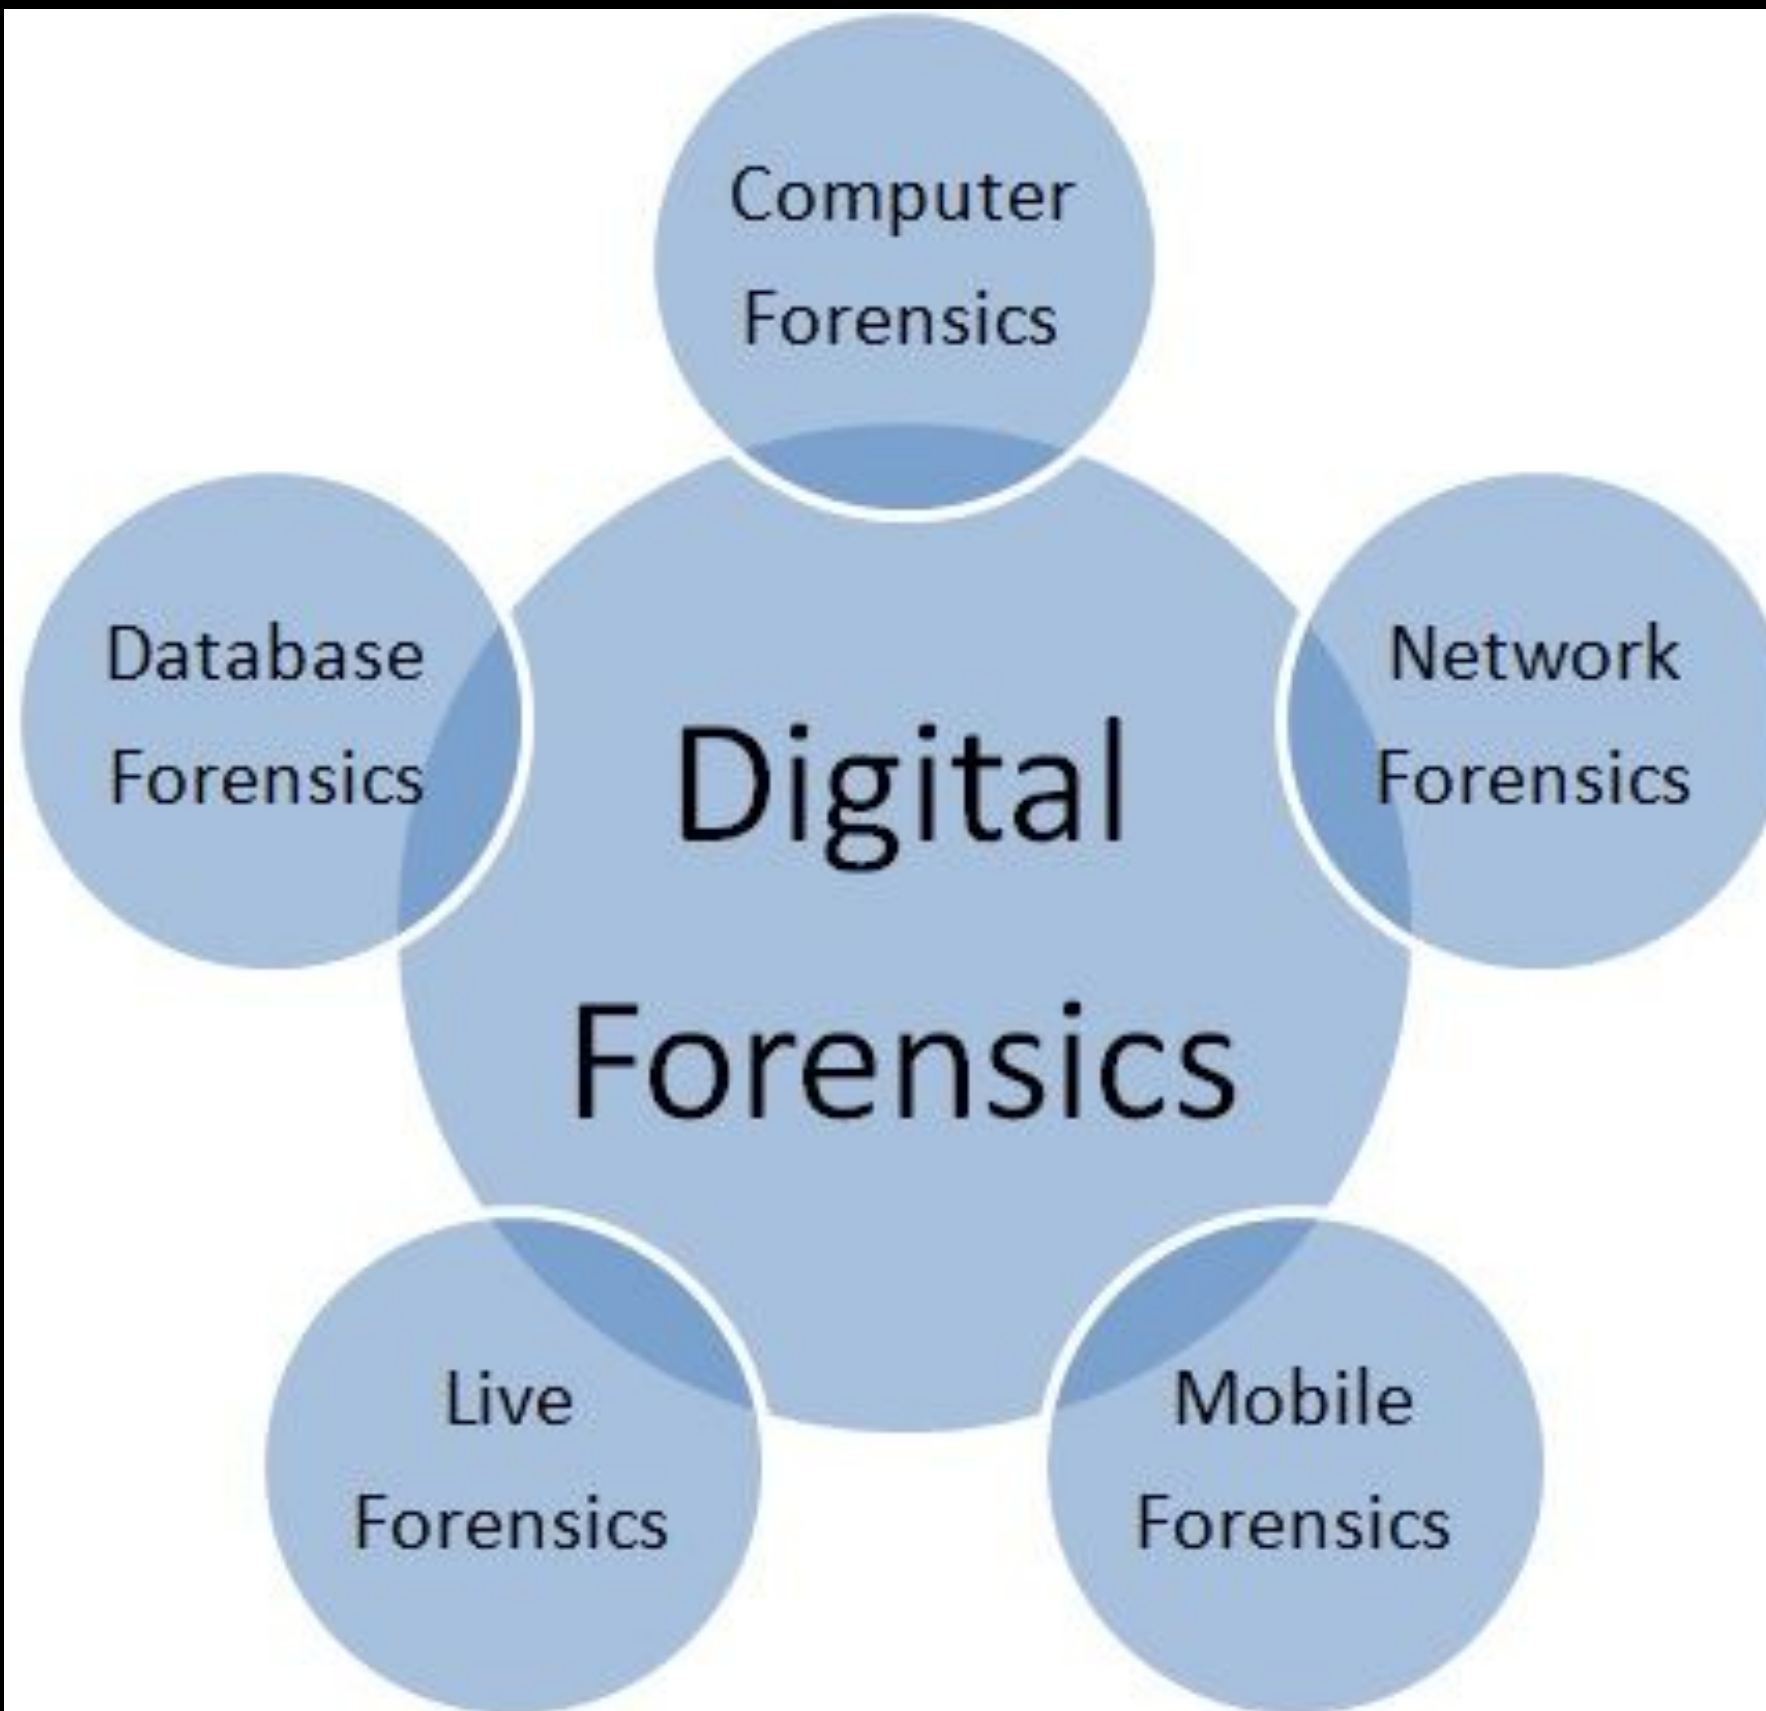 Computer
Forensics
Database
Forensics
Network
Forensics
Digital
Forensics
Live
Forensics
Mobile
Forensics